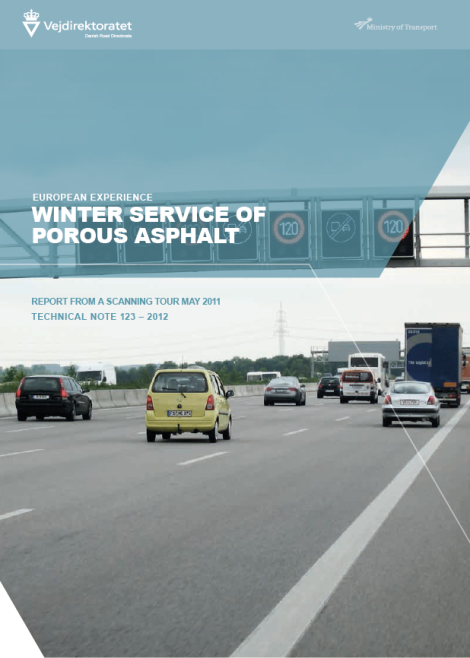 Vejdirektoratet
Danish Road Directorate
Ministry of Transport
EUROPEAN EXPERIENCE
WINTER SERVICE OF
POROUS ASPHALT
120
120
REPORT FROM A SCANNING TOUR MAY 2011
TECHNICAL NOTE 123 – 2012